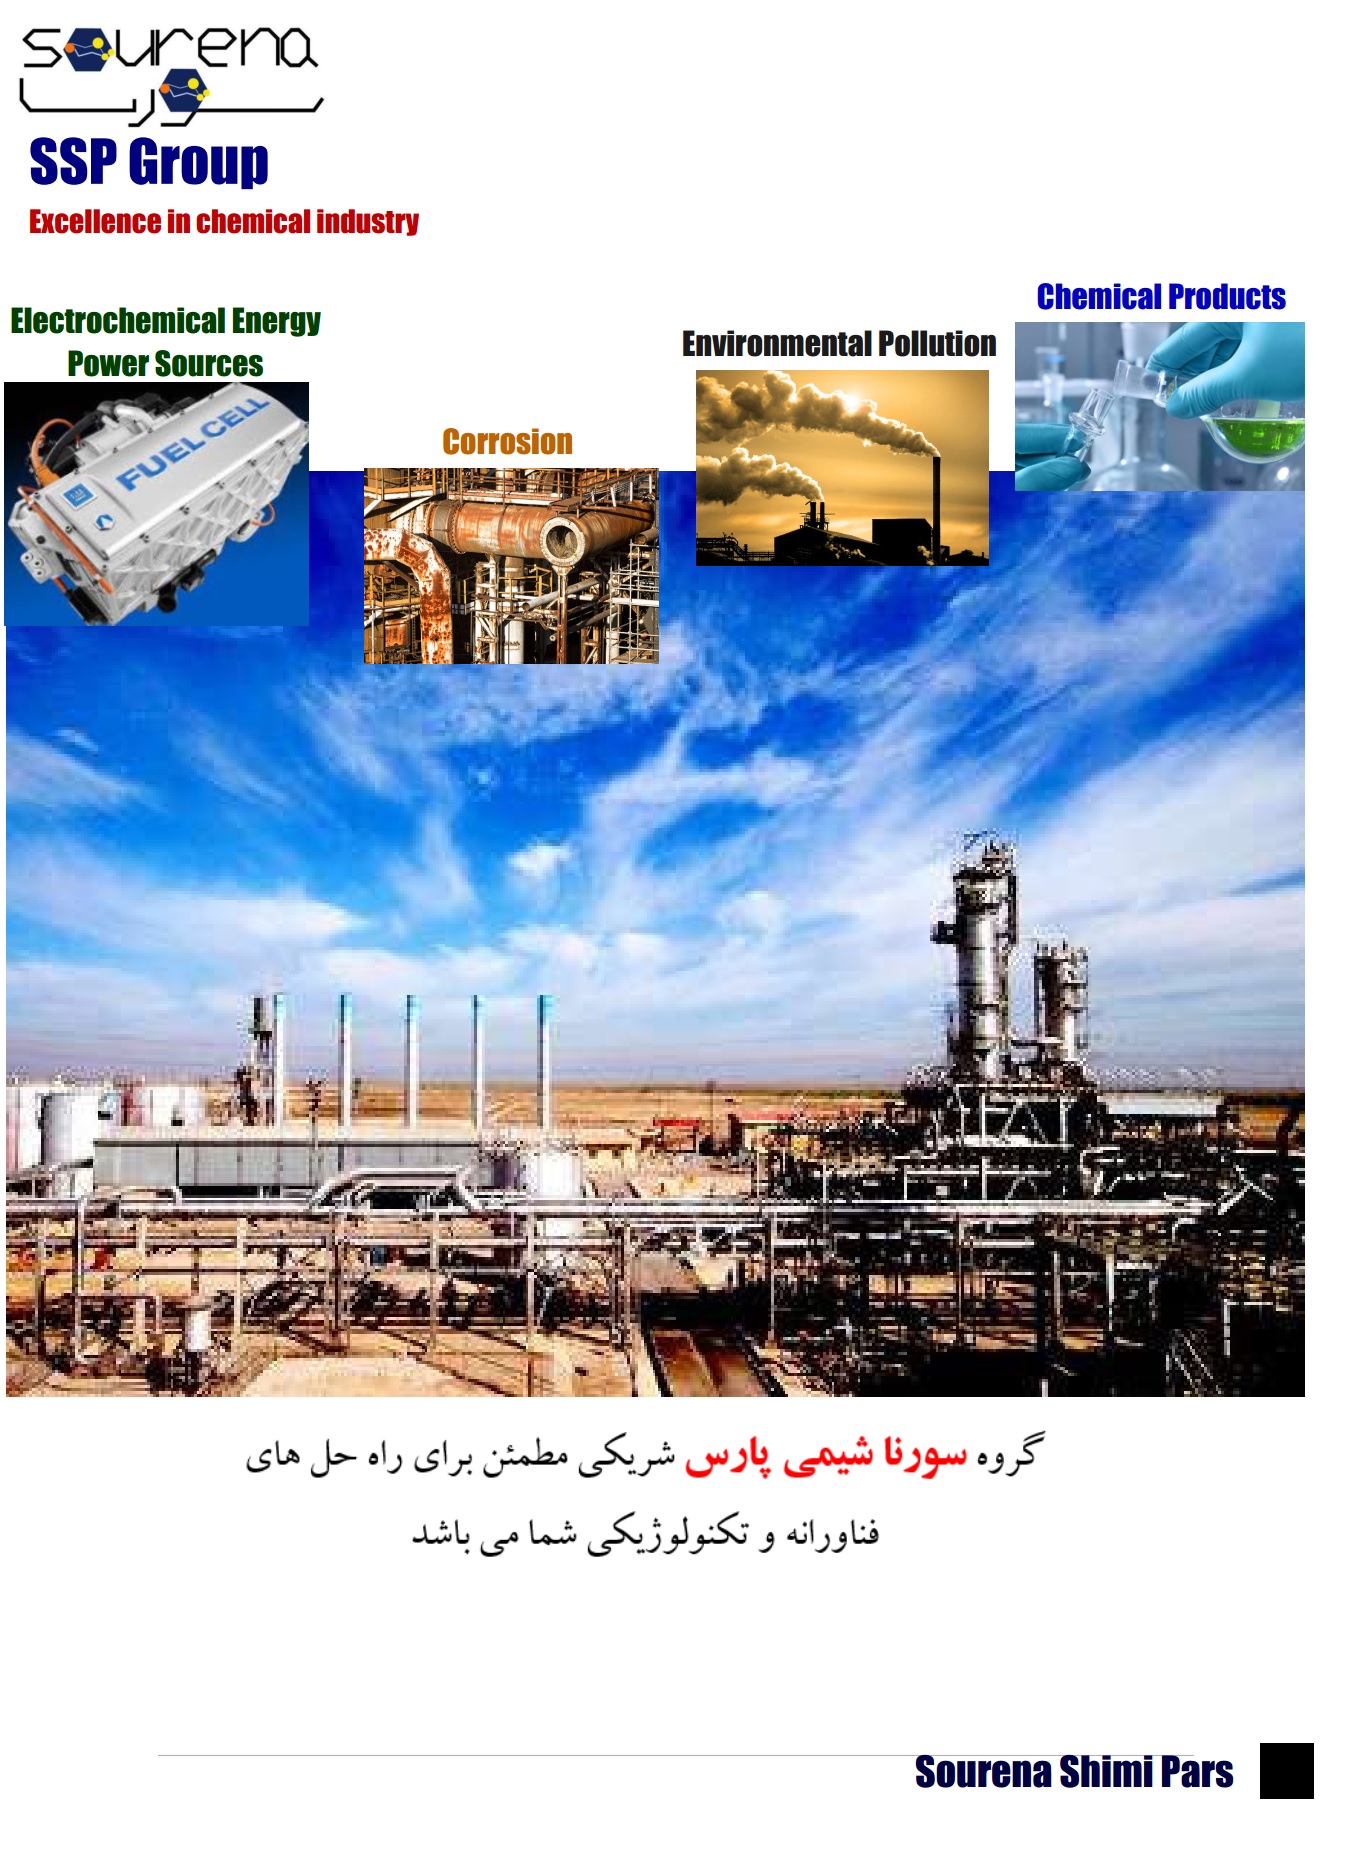 sourena
سورنا
SSP Group
Excellence in chemical industry
Chemical Products
Electrochemical Energy
Power Sources
Environmental Pollution
Corrosion
FUEL CELL
گروه سورنا شیمی پارس شریکی مطمئن برای راه حل های
فناورانه و تکنولوژیکی شما می باشد
Sourena Shimi Pars